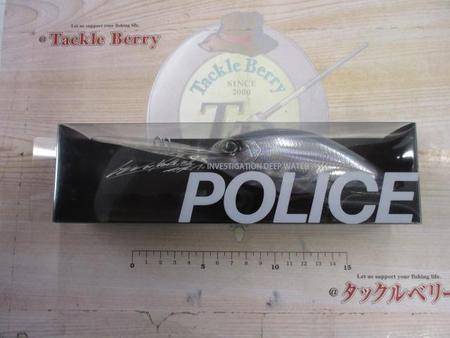 Let us support your fishing life.
@ Tackle Berry
Tackle Berry
SINCE
2000
INVESTIGATION DEEP WATER
POLICE
0 5 10 15
Let us support your fishing life.
@ タックルベリー